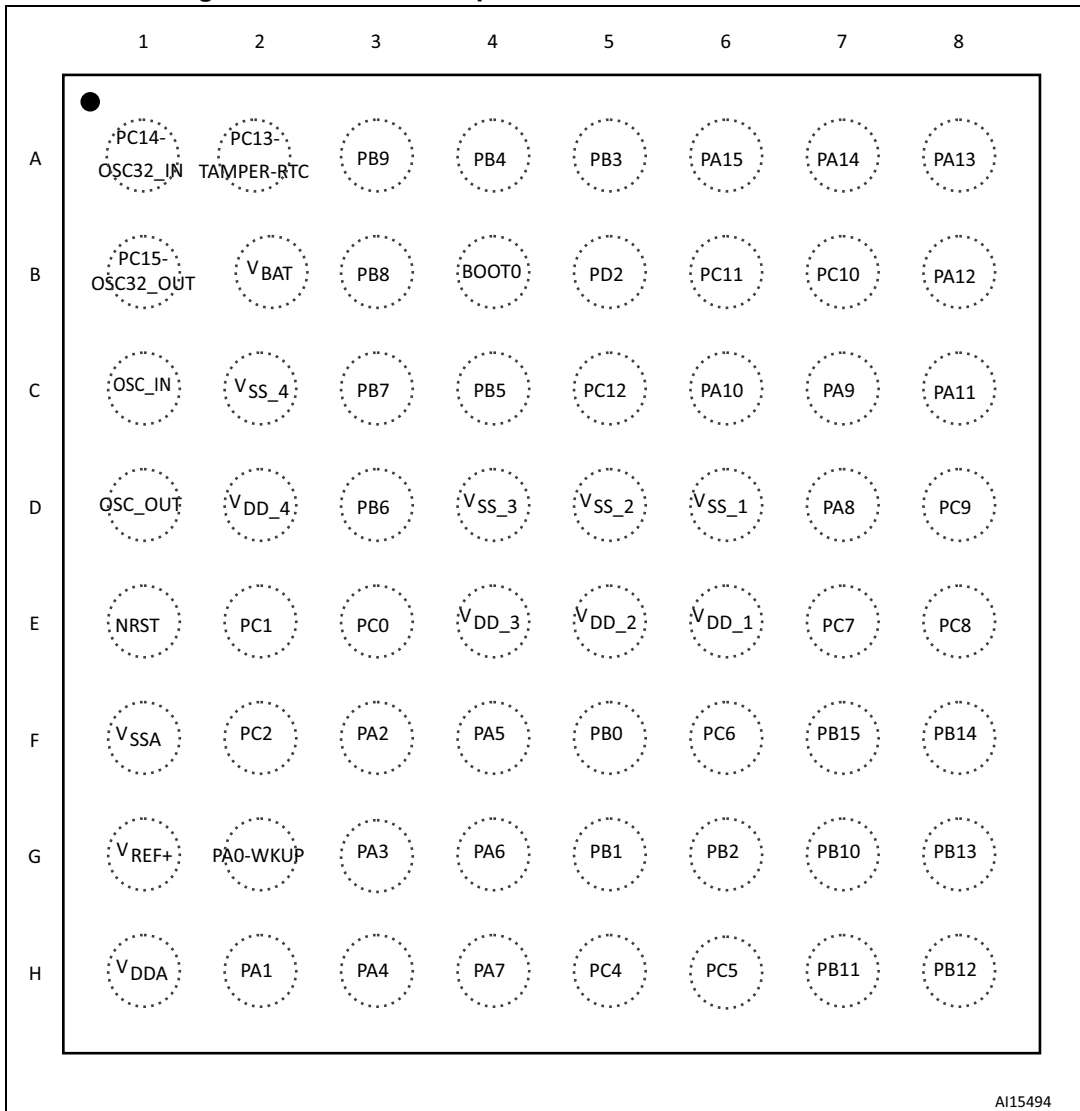 1 2 3 4 5 6 7 8
A PC14-OSC32_IN PC13-TAMPER-RTC PB9 PB4 PB3 PA15 PA14 PA13
B PC15-OSC32_OUT VBAT PB8 BOOT0 PD2 PC11 PC10 PA12
C OSC_IN VSS_4 PB7 PB5 PC12 PA10 PA9 PA11
D OSC_OUT VDD_4 PB6 VSS_3 VSS_2 VSS_1 PA8 PC9
E NRST PC1 PC0 VDD_3 VDD_2 VDD_1 PC7 PC8
F VSSA PC2 PA2 PA5 PB0 PC6 PB15 PB14
G VREF+ PA0-WKUP PA3 PA6 PB1 PB2 PB10 PB13
H VDDA PA1 PA4 PA7 PC4 PC5 PB11 PB12
AI15494